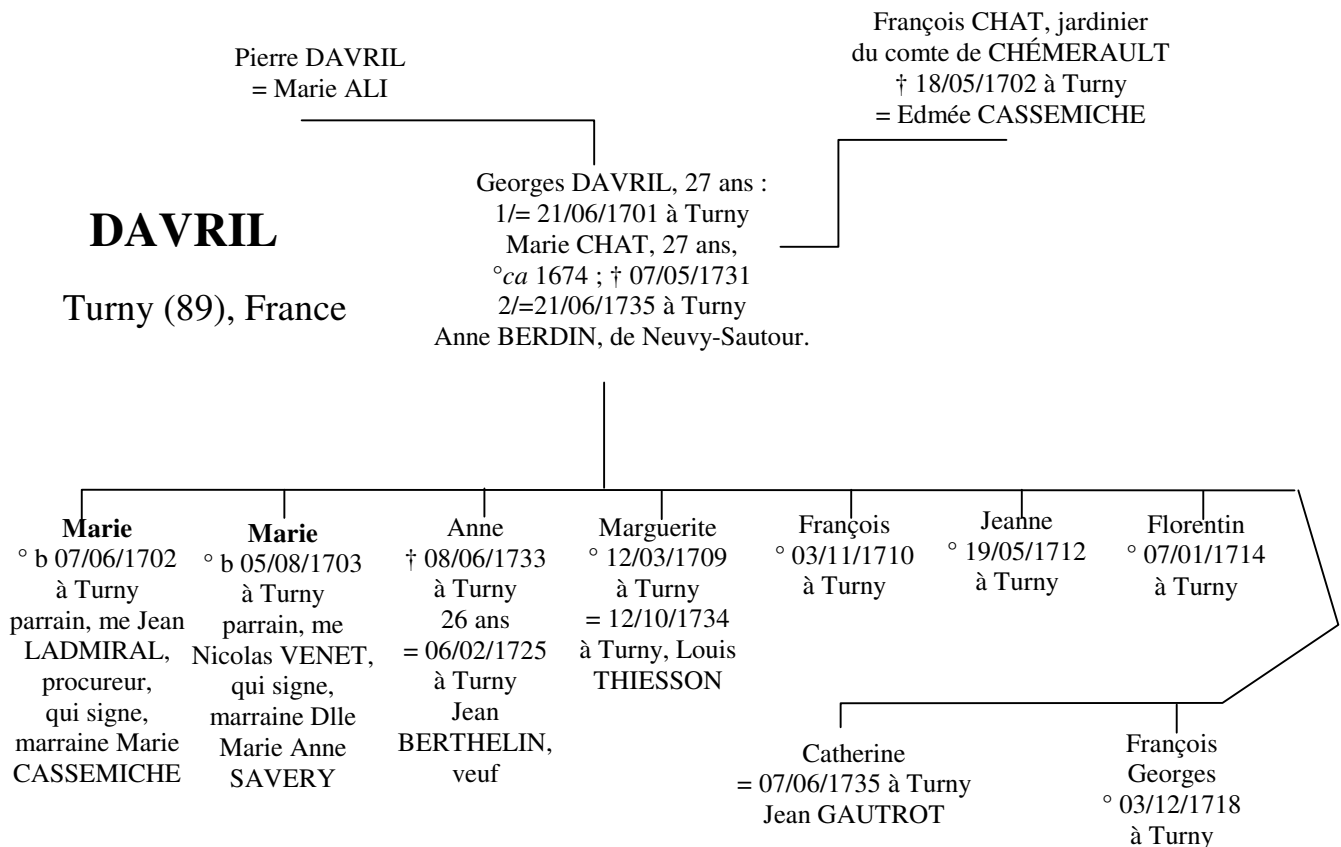 Pierre DAVRIL
= Marie ALI
François CHAT, jardinier
du comte de CHÉMERAULT
† 18/05/1702 à Turny
= Edmée CASSEMICHE
DAVRIL
Turny (89), France
Georges DAVRIL, 27 ans :
1/= 21/06/1701 à Turny
Marie CHAT, 27 ans,
°ca 1674 ; † 07/05/1731
2/=21/06/1735 à Turny
Anne BERDIN, de Neuvy-Sautour.
Marie
° b 07/06/1702
à Turny
parrain, me Jean
LADMIRAL,
procureur,
qui signe,
marraine Marie
CASSEMICHE
Marie
° b 05/08/1703
à Turny
parrain, me
Nicolas VENET,
qui signe,
marraine Dlle
Marie Anne
SAVERY
Anne
† 08/06/1733
à Turny
26 ans
= 06/02/1725
à Turny
Jean
BERTHELIN,
veuf
Marguerite
° 12/03/1709
à Turny
= 12/10/1734
à Turny, Louis
THIESSON
François
° 03/11/1710
à Turny
Jeanne
° 19/05/1712
à Turny
Florentin
° 07/01/1714
à Turny
Catherine
= 07/06/1735 à Turny
Jean GAUTROT
François
Georges
° 03/12/1718
à Turny